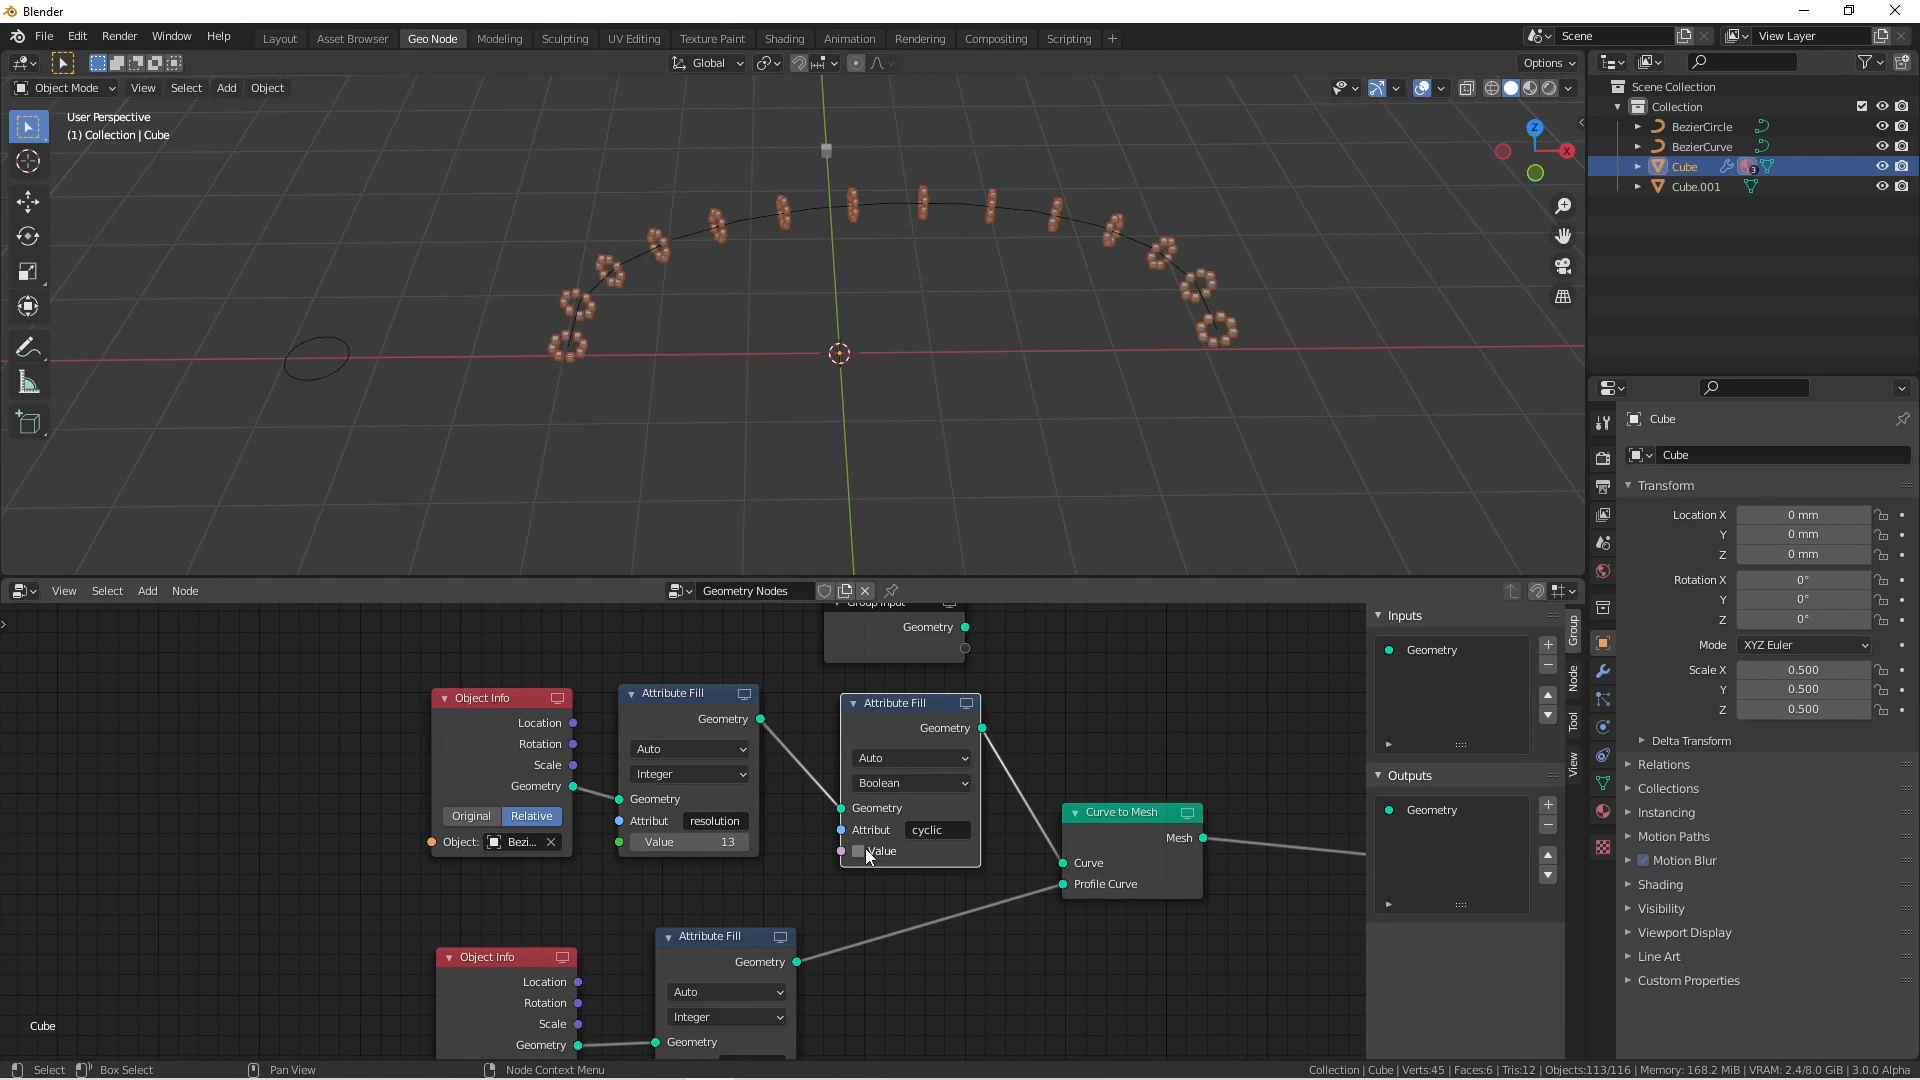 Blender
File Edit Render Window Help
Layout Asset Browser Geo Node Modeling Sculpting UV Editing Texture Paint Shading Animation Rendering Compositing Scripting +
Scene
View Layer
Global
Options
Object Mode View Select Add Object
User Perspective
(1) Collection | Cube
Z
X
Scene Collection
Collection
BezierCircle
BezierCurve
Cube
3
Cube.001
Cube
Cube
Transform
Location X 0 mm
Y 0 mm
Z 0 mm
Rotation X 0°
Y 0°
Z 0°
Mode XYZ Euler
Scale X 0.500
Y 0.500
Z 0.500
Delta Transform
Relations
Collections
Instancing
Motion Paths
Motion Blur
Shading
Visibility
Viewport Display
Line Art
Custom Properties
View Select Add Node
Geometry Nodes
Group Input
Geometry
Object Info
Location
Rotation
Scale
Geometry
Original Relative
Object: Bezi...
Attribute Fill
Geometry
Auto
Integer
Geometry
Attribut resolution
Value 13
Attribute Fill
Geometry
Auto
Boolean
Geometry
Attribut cyclic
Value
Curve to Mesh
Mesh
Curve
Profile Curve
Object Info
Location
Rotation
Scale
Geometry
Attribute Fill
Geometry
Auto
Integer
Geometry
Cube
Inputs
Geometry
Outputs
Geometry
Group
Node
Tool
View
Select Box Select Pan View Node Context Menu
Collection | Cube | Verts:45 | Faces:6 | Tris:12 | Objects:113/116 | Memory: 168.2 MiB | VRAM: 2.4/8.0 GiB | 3.0.0 Alpha